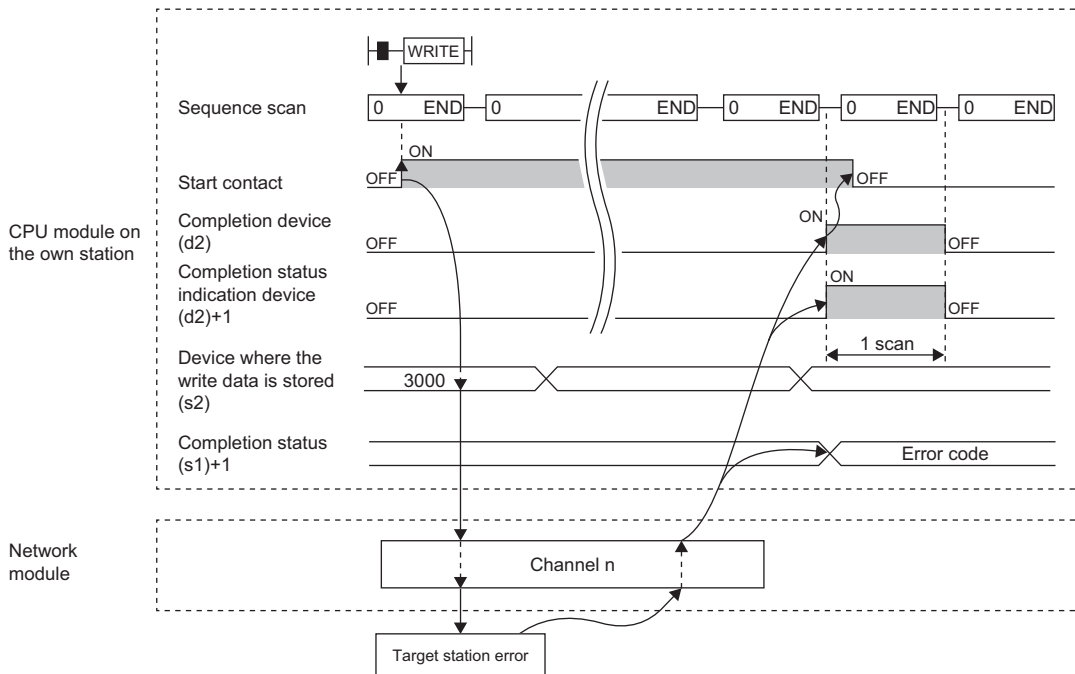 WRITE
Sequence scan
0 END 0 END 0 END 0 END 0 END
ON
Start contact
OFF
OFF
CPU module on
the own station
Completion device
(d2)
ON
OFF
OFF
Completion status
indication device
(d2)+1
ON
OFF
OFF
1 scan
Device where the
write data is stored
(s2)
3000
Completion status
(s1)+1
Error code
Network
module
Channel n
Target station error